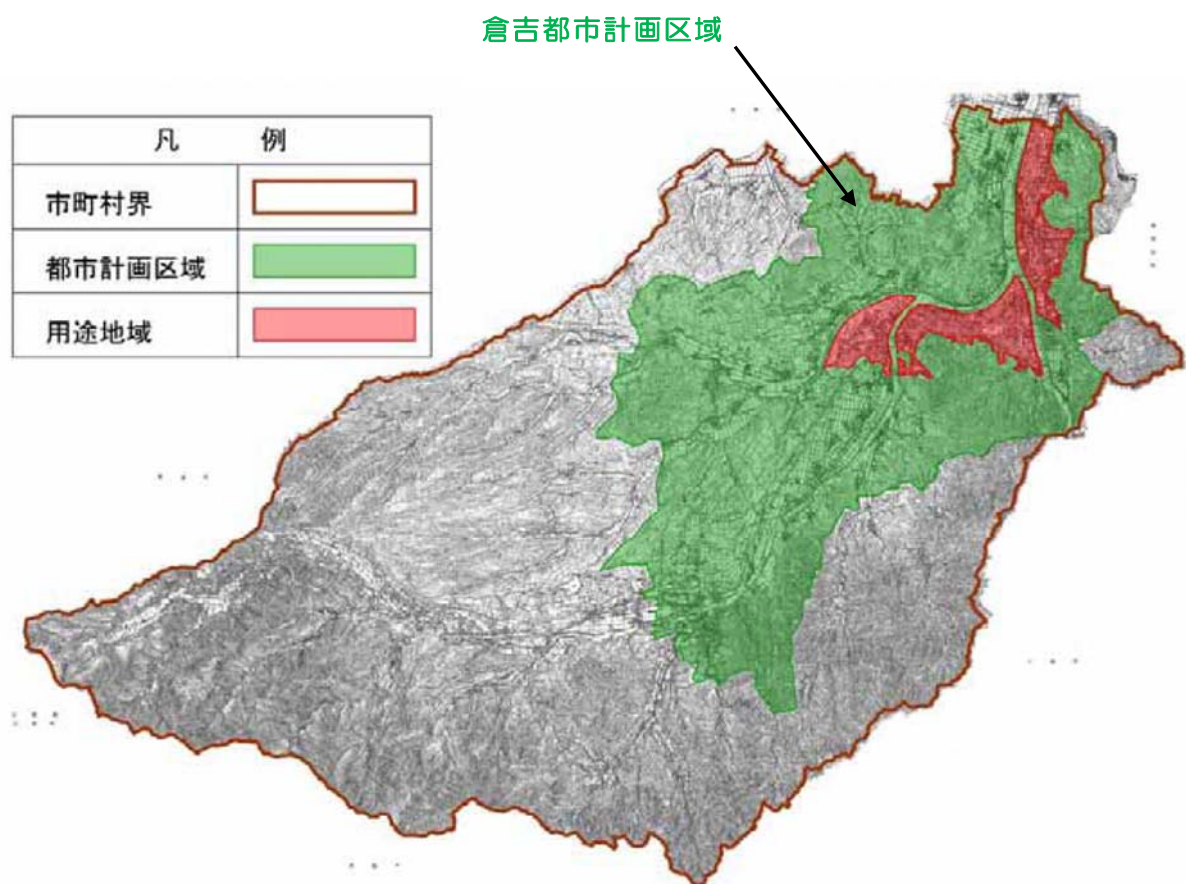 倉吉都市計画区域
凡 例
市町村界
都市計画区域
用途地域